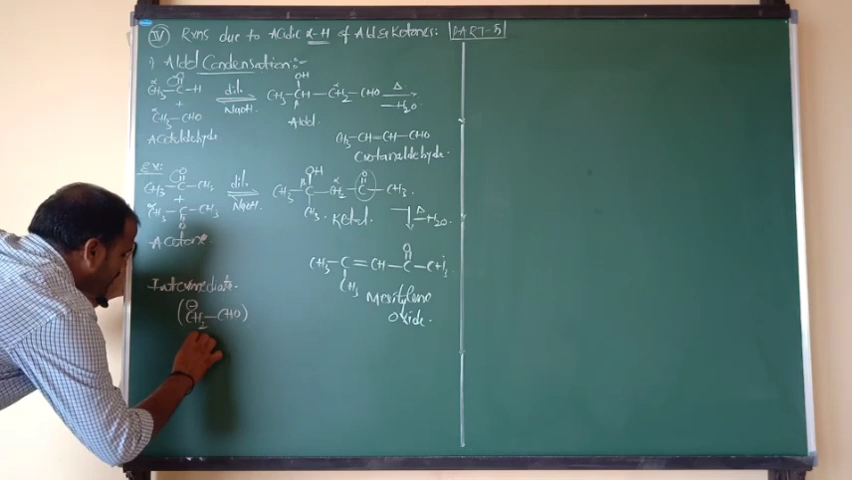 IV Rxns due to Acidic α-H of Ald & Ketones: PART-5
1) Aldol Condensation:-
O OH
α CH3-C-H dil. CH3-CH-CH2-CHO Δ
+ NaOH β α -H2O
α CH3-CHO Aldol.
Acetaldehyde CH3-CH=CH-CHO
Crotonaldehyde.
Ex:
O OH O
CH3-C-CH3 dil. CH3-C-CH2-C-CH3.
+ NaOH. β α
α CH3-C-CH3 CH3. Ketol. Δ -H2O.
O
Acetone. O
CH3-C=CH-C-CH3.
Intermediate. CH3 Mesitylene
⊖ Oxide.
(CH2-CHO)